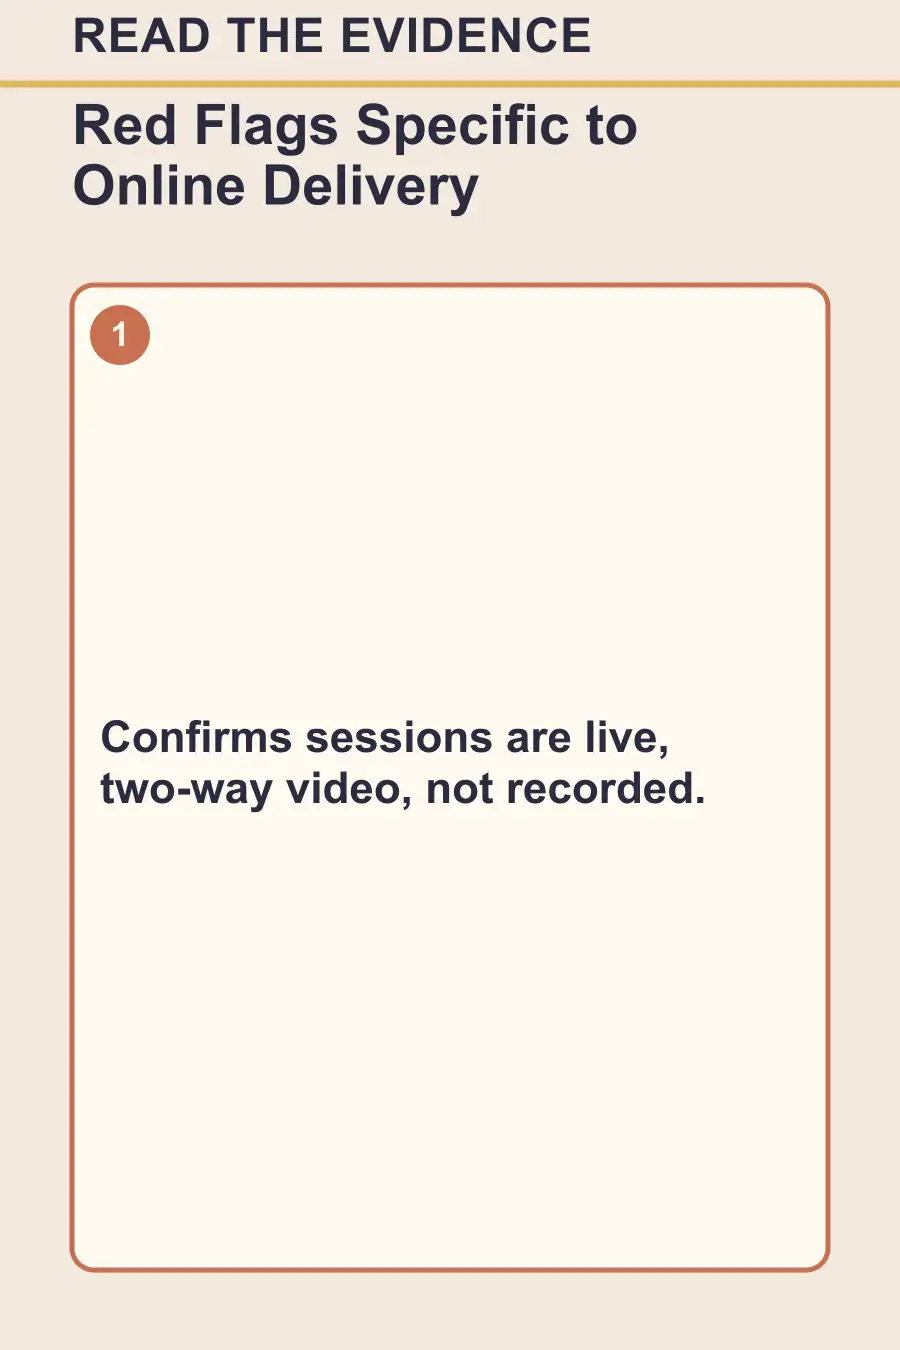 READ THE EVIDENCE
Red Flags Specific to
Online Delivery
1
Confirms sessions are live,
two-way video, not recorded.